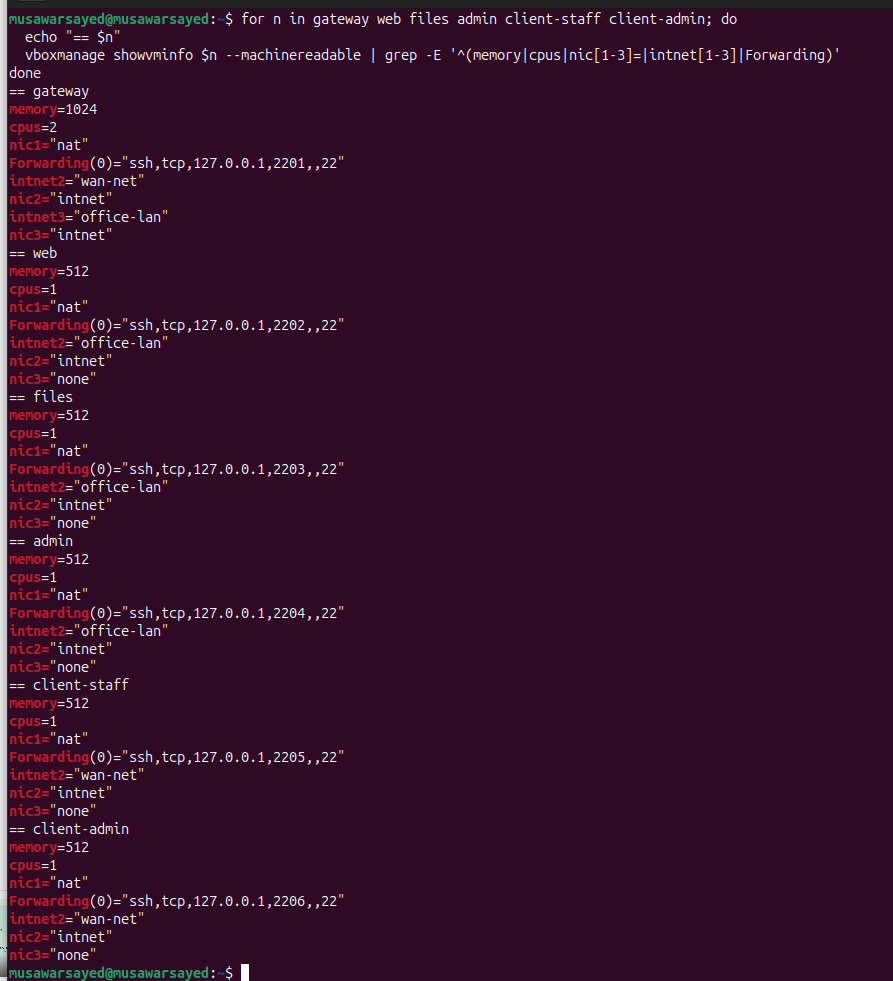 musawarsayed@musawarsayed:~$ for n in gateway web files admin client-staff client-admin; do
  echo "== $n"
  vboxmanage showvminfo $n --machinereadable | grep -E '^(memory|cpus|nic[1-3]=|intnet[1-3]|Forwarding)'
done
== gateway
memory=1024
cpus=2
nic1="nat"
Forwarding(0)="ssh,tcp,127.0.0.1,2201,,22"
intnet2="wan-net"
nic2="intnet"
intnet3="office-lan"
nic3="intnet"
== web
memory=512
cpus=1
nic1="nat"
Forwarding(0)="ssh,tcp,127.0.0.1,2202,,22"
intnet2="office-lan"
nic2="intnet"
nic3="none"
== files
memory=512
cpus=1
nic1="nat"
Forwarding(0)="ssh,tcp,127.0.0.1,2203,,22"
intnet2="office-lan"
nic2="intnet"
nic3="none"
== admin
memory=512
cpus=1
nic1="nat"
Forwarding(0)="ssh,tcp,127.0.0.1,2204,,22"
intnet2="office-lan"
nic2="intnet"
nic3="none"
== client-staff
memory=512
cpus=1
nic1="nat"
Forwarding(0)="ssh,tcp,127.0.0.1,2205,,22"
intnet2="wan-net"
nic2="intnet"
nic3="none"
== client-admin
memory=512
cpus=1
nic1="nat"
Forwarding(0)="ssh,tcp,127.0.0.1,2206,,22"
intnet2="wan-net"
nic2="intnet"
nic3="none"
musawarsayed@musawarsayed:~$